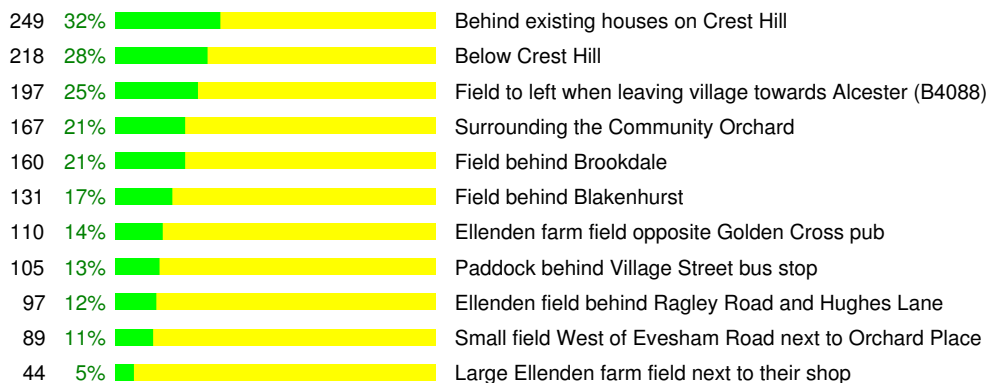 249 32% Behind existing houses on Crest Hill
218 28% Below Crest Hill
197 25% Field to left when leaving village towards Alcester (B4088)
167 21% Surrounding the Community Orchard
160 21% Field behind Brookdale
131 17% Field behind Blakenhurst
110 14% Ellenden farm field opposite Golden Cross pub
105 13% Paddock behind Village Street bus stop
97 12% Ellenden field behind Ragley Road and Hughes Lane
89 11% Small field West of Evesham Road next to Orchard Place
44 5% Large Ellenden farm field next to their shop